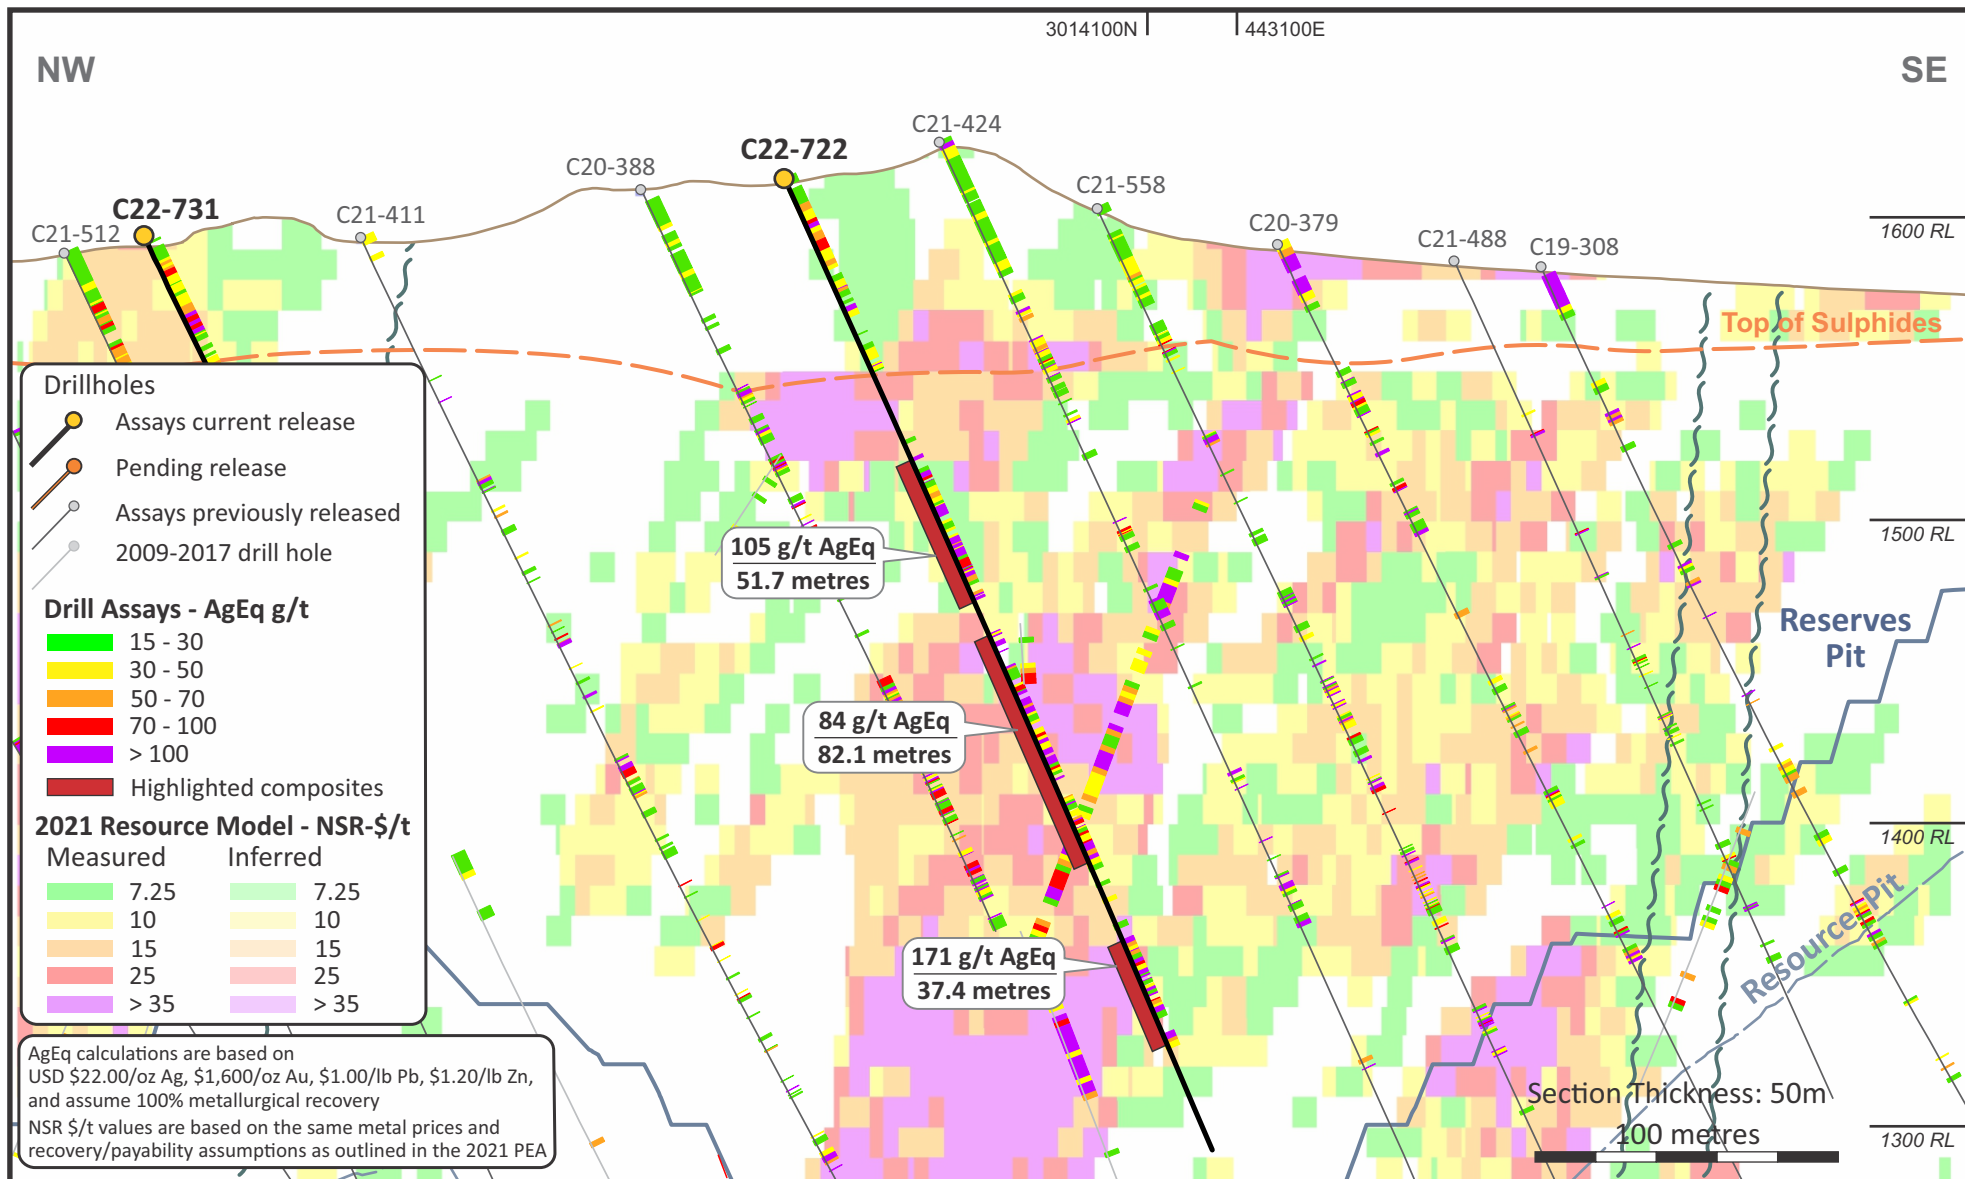 3014100N
443100E
NW
SE
C21-424
C22-722
C20-388
C21-558
C22-731
C21-411
C21-512
C20-379
C21-488
C19-308
1600 RL
Top of Sulphides
Drillholes
Assays current release
Pending release
Assays previously released
2009-2017 drill hole
Drill Assays - AgEq g/t
15 - 30
30 - 50
50 - 70
70 - 100
> 100
Highlighted composites
2021 Resource Model - NSR-$/t
Measured Inferred
7.25 7.25
10 10
15 15
25 25
> 35 > 35
105 g/t AgEq
51.7 metres
84 g/t AgEq
82.1 metres
171 g/t AgEq
37.4 metres
1500 RL
Reserves
Pit
1400 RL
Resource Pit
AgEq calculations are based on
USD $22.00/oz Ag, $1,600/oz Au, $1.00/lb Pb, $1.20/lb Zn,
and assume 100% metallurgical recovery
NSR $/t values are based on the same metal prices and
recovery/payability assumptions as outlined in the 2021 PEA
Section Thickness: 50m
100 metres
1300 RL